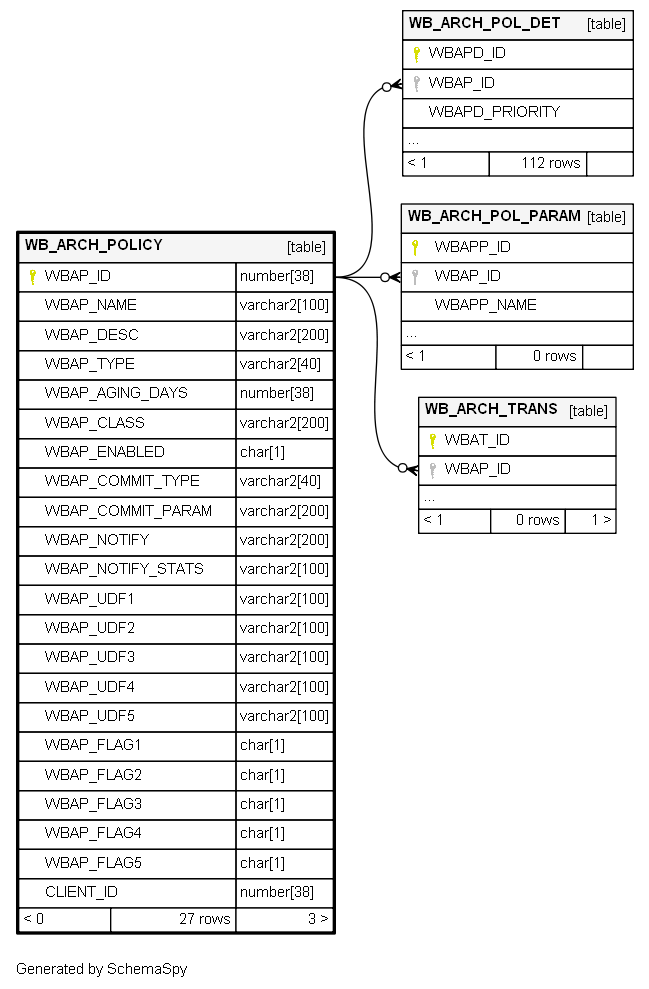 WB_ARCH_POL_DET [table]
WBAPD_ID
WBAP_ID
WBAPD_PRIORITY
...
< 1 112 rows
WB_ARCH_POL_PARAM [table]
WBAPP_ID
WBAP_ID
WBAPP_NAME
...
< 1 0 rows
WB_ARCH_TRANS [table]
WBAT_ID
WBAP_ID
...
< 1 0 rows 1 >
WB_ARCH_POLICY [table]
WBAP_ID number[38]
WBAP_NAME varchar2[100]
WBAP_DESC varchar2[200]
WBAP_TYPE varchar2[40]
WBAP_AGING_DAYS number[38]
WBAP_CLASS varchar2[200]
WBAP_ENABLED char[1]
WBAP_COMMIT_TYPE varchar2[40]
WBAP_COMMIT_PARAM varchar2[200]
WBAP_NOTIFY varchar2[200]
WBAP_NOTIFY_STATS varchar2[100]
WBAP_UDF1 varchar2[100]
WBAP_UDF2 varchar2[100]
WBAP_UDF3 varchar2[100]
WBAP_UDF4 varchar2[100]
WBAP_UDF5 varchar2[100]
WBAP_FLAG1 char[1]
WBAP_FLAG2 char[1]
WBAP_FLAG3 char[1]
WBAP_FLAG4 char[1]
WBAP_FLAG5 char[1]
CLIENT_ID number[38]
< 0 27 rows 3 >
Generated by SchemaSpy